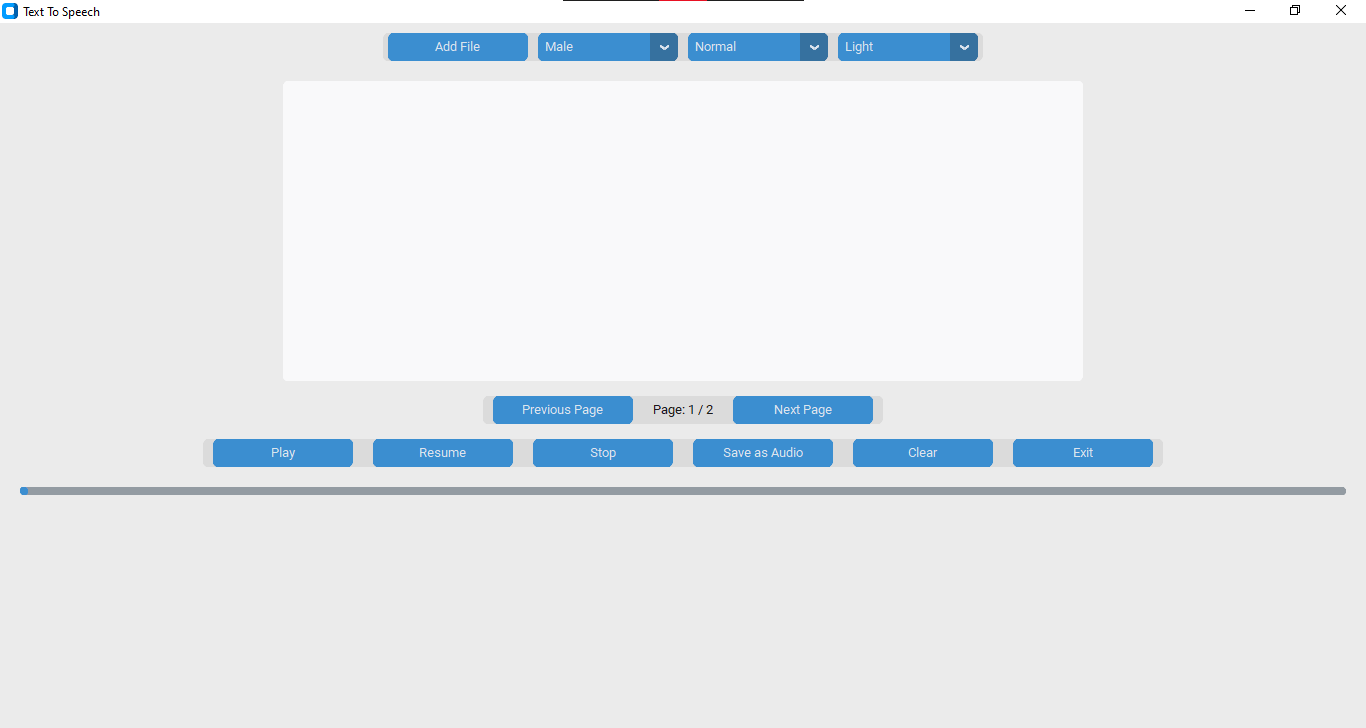 Text To Speech
Add File Male Normal Light
Previous Page Page: 1 / 2 Next Page
Play Resume Stop Save as Audio Clear Exit